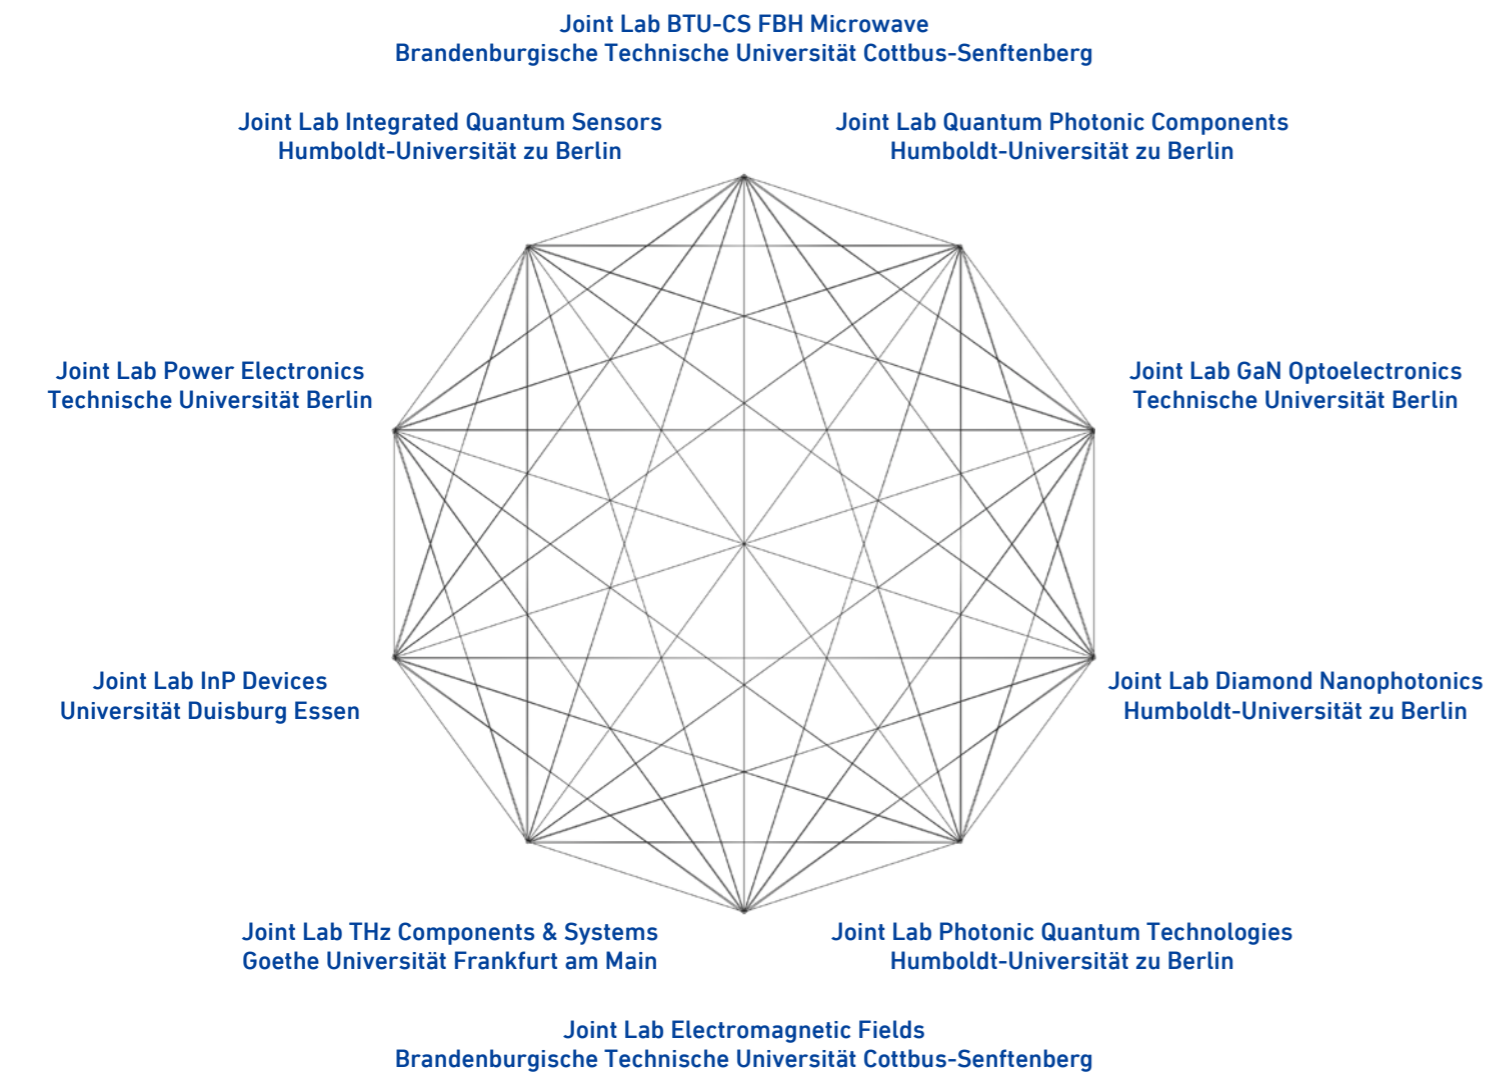 Joint Lab BTU-CS FBH Microwave
Brandenburgische Technische Universität Cottbus-Senftenberg
Joint Lab Integrated Quantum Sensors
Humboldt-Universität zu Berlin
Joint Lab Quantum Photonic Components
Humboldt-Universität zu Berlin
Joint Lab Power Electronics
Technische Universität Berlin
Joint Lab GaN Optoelectronics
Technische Universität Berlin
Joint Lab InP Devices
Universität Duisburg Essen
Joint Lab Diamond Nanophotonics
Humboldt-Universität zu Berlin
Joint Lab THz Components & Systems
Goethe Universität Frankfurt am Main
Joint Lab Photonic Quantum Technologies
Humboldt-Universität zu Berlin
Joint Lab Electromagnetic Fields
Brandenburgische Technische Universität Cottbus-Senftenberg